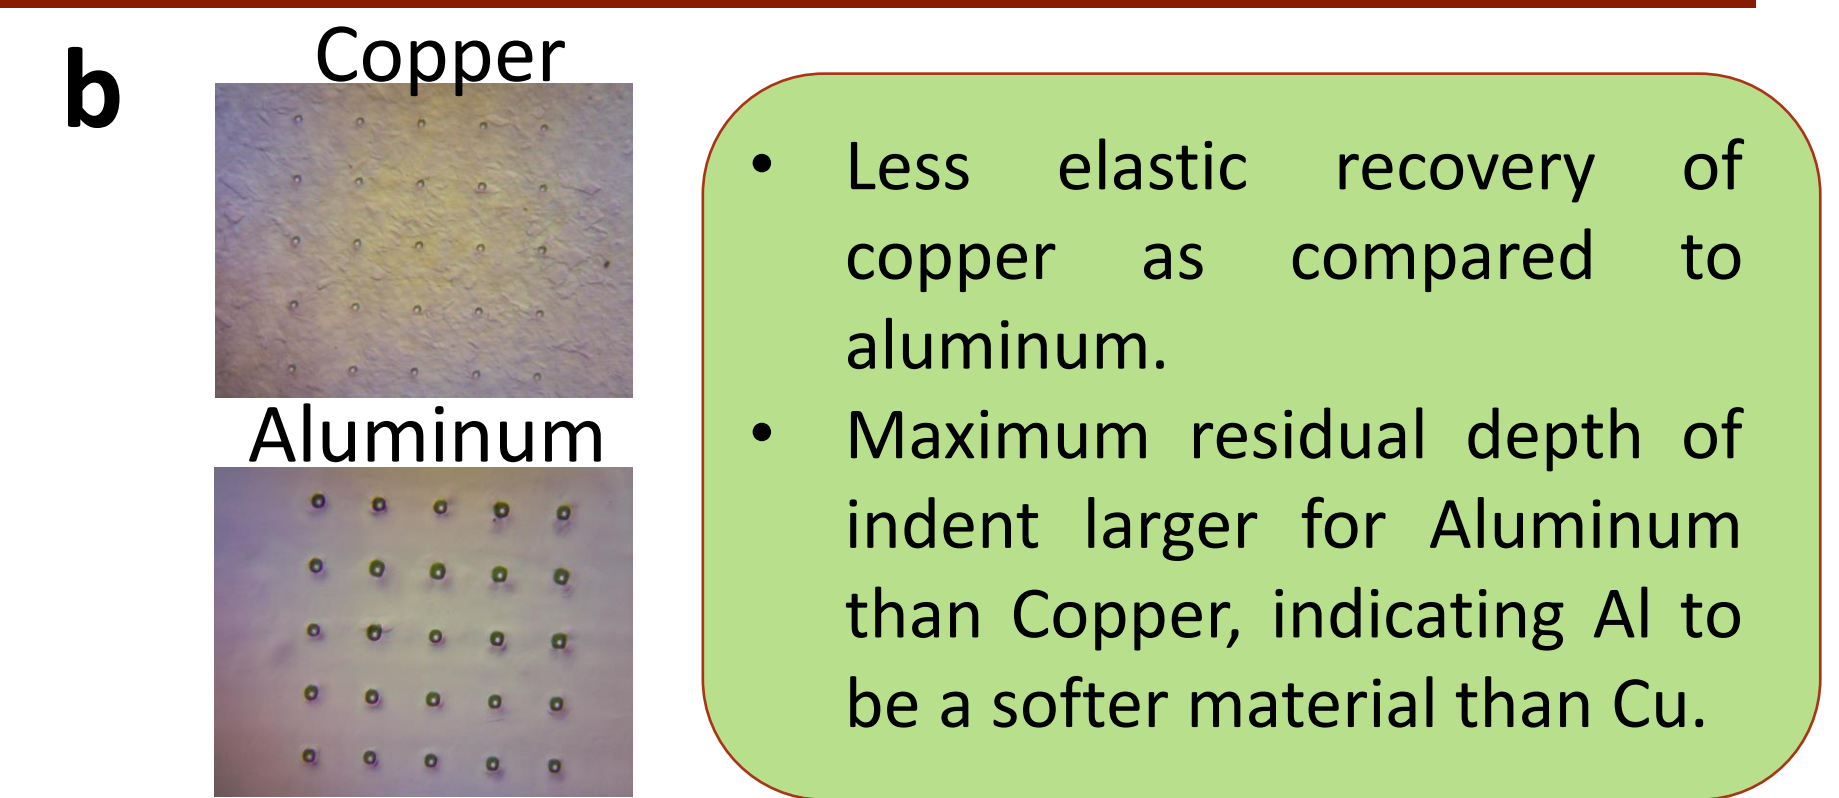 b
Copper
Aluminum
• Less elastic recovery of
copper as compared to
aluminum.
• Maximum residual depth of
indent larger for Aluminum
than Copper, indicating Al to
be a softer material than Cu.